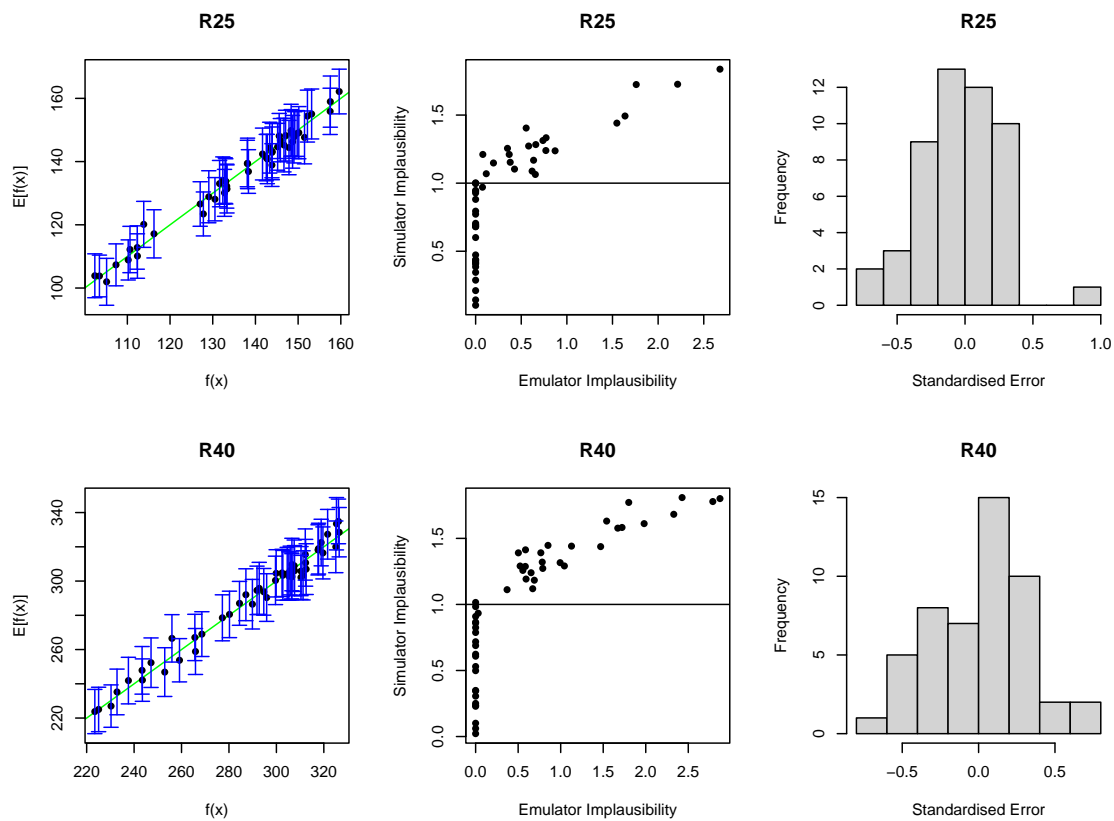 R25
R25
R25
E[f(x)]
100
120
140
160
110 120 130 140 150 160
f(x)
Simulator Implausibility
0.5
1.0
1.5
0.0 0.5 1.0 1.5 2.0 2.5
Emulator Implausibility
Frequency
0
2
4
6
8
12
−0.5 0.0 0.5 1.0
Standardised Error
R40
R40
R40
E[f(x)]
220
260
300
340
220 240 260 280 300 320
f(x)
Simulator Implausibility
0.0
0.5
1.0
1.5
0.0 0.5 1.0 1.5 2.0 2.5
Emulator Implausibility
Frequency
0
5
10
15
−0.5 0.0 0.5
Standardised Error